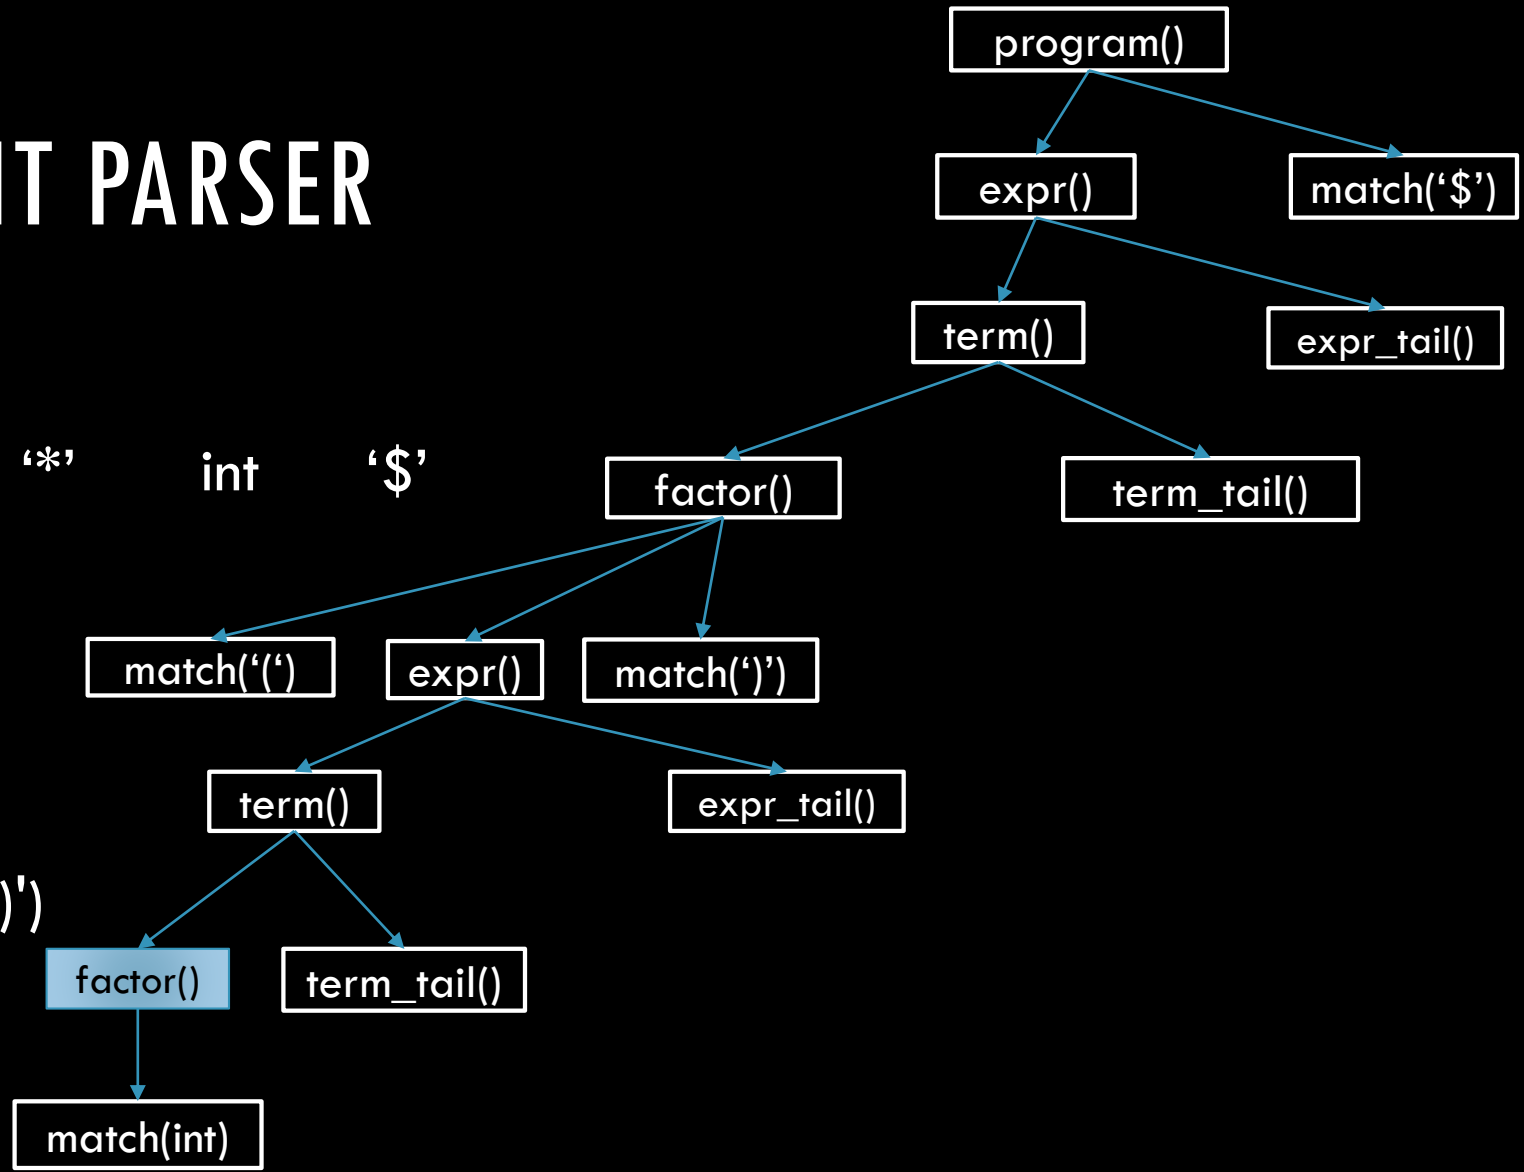 program()
IT PARSER
expr()
match(‘$’)
term()
expr_tail()
‘*’ int ‘$’
factor()
term_tail()
match(‘(‘)
expr()
match(‘)’)
term()
expr_tail()
)')
factor()
term_tail()
match(int)